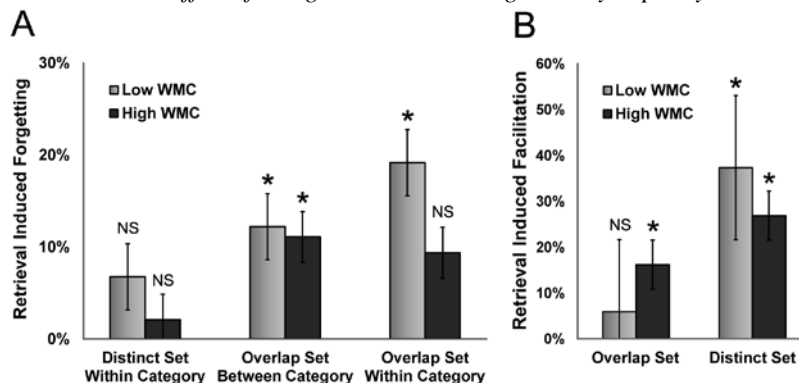 A
B
Retrieval Induced Forgetting
30%
20%
10%
0%
Low WMC
High WMC
NS
NS
*
*
*
NS
Distinct Set
Within Category
Overlap Set
Between Category
Overlap Set
Within Category
Retrieval Induced Facilitation
60%
50%
40%
30%
20%
10%
0%
Low WMC
High WMC
NS
*
*
*
Overlap Set
Distinct Set